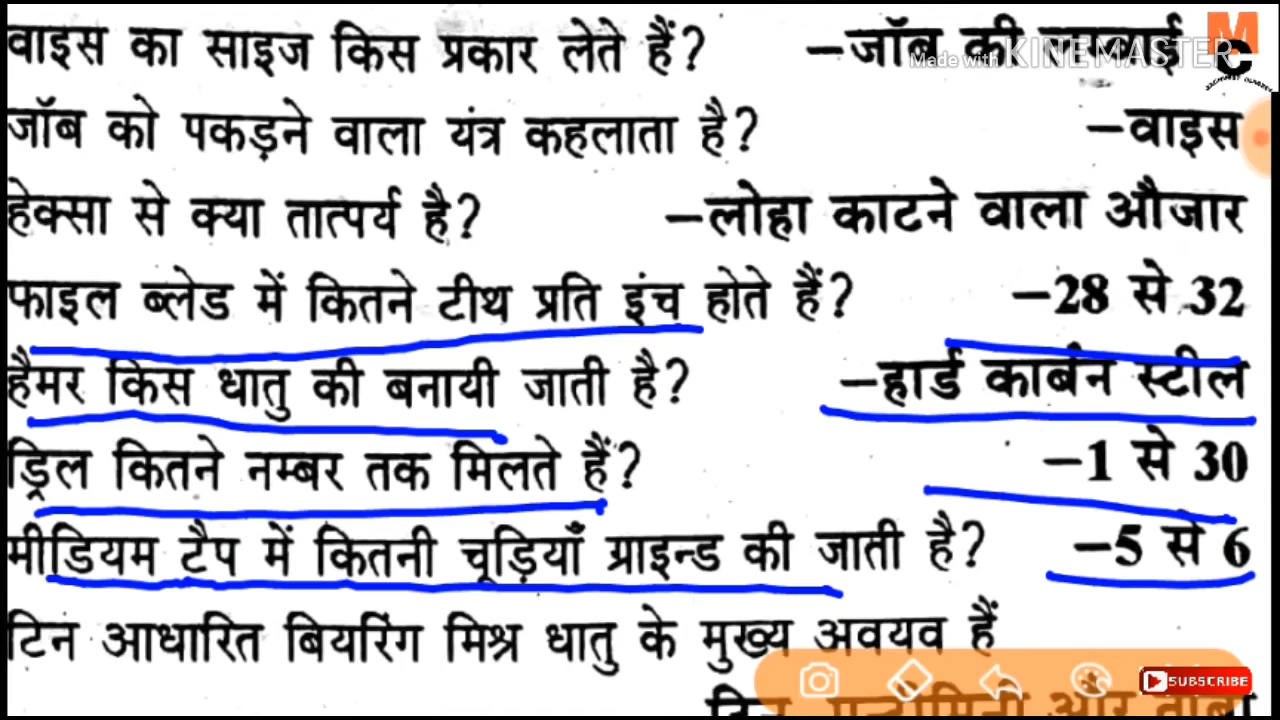 वाइस का साइज किस प्रकार लेते हैं? –जॉब की
Made with KINEMASTER
MC
जॉब को पकड़ने वाला यंत्र कहलाता है? –वाइस
हेक्सा से क्या तात्पर्य है? –लोहा काटने वाला औजार
फाइल ब्लेड में कितने टीथ प्रति इंच होते हैं? –28 से 32
हैमर किस धातु की बनायी जाती है? –हार्ड कार्बन स्टील
ड्रिल कितने नम्बर तक मिलते हैं? –1 से 30
मीडियम टैप में कितनी चूड़ियाँ ग्राइन्ड की जाती है? –5 से 6
टिन आधारित बियरिंग मिश्र धातु के मुख्य अवयव हैं
SUBSCRIBE